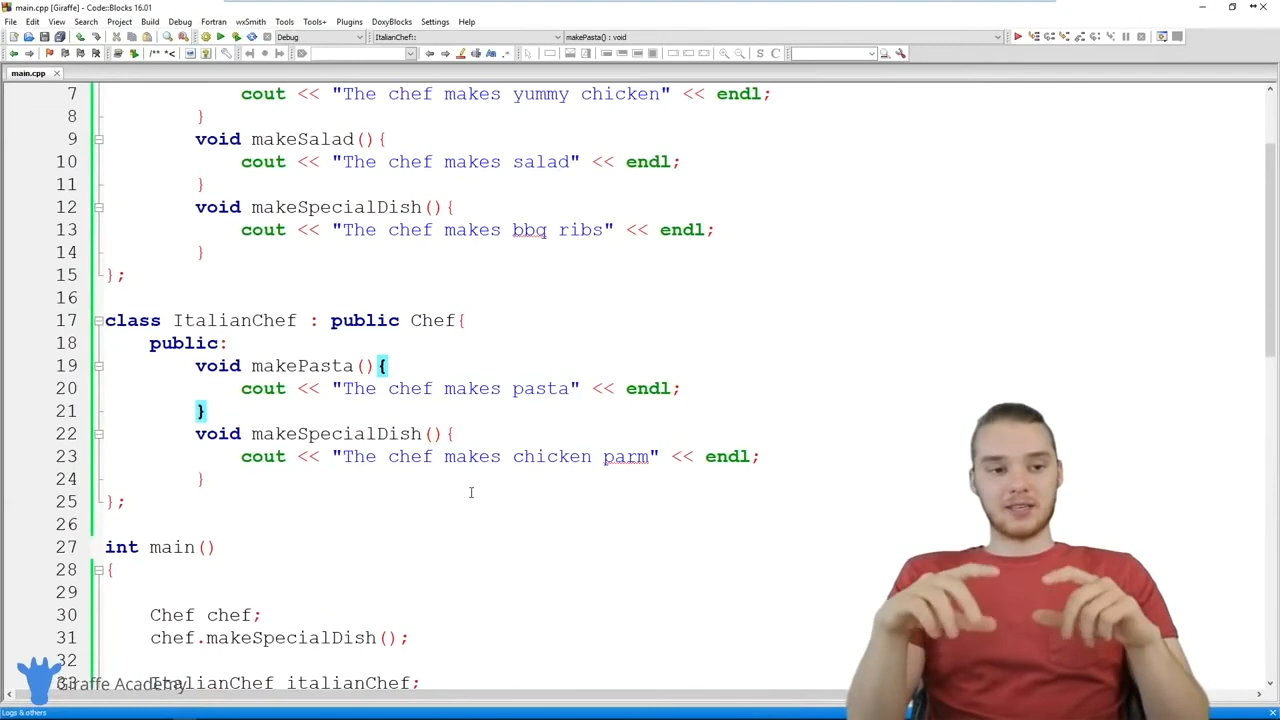 main.cpp [Giraffe] - Code::Blocks 16.01
File Edit View Search Project Build Debug Fortran wxSmith Tools Tools+ Plugins DoxyBlocks Settings Help
Debug ItalianChef:: makePasta() : void
/** *<
S C
main.cpp
7 cout << "The chef makes yummy chicken" << endl;
8 }
9 void makeSalad(){
10 cout << "The chef makes salad" << endl;
11 }
12 void makeSpecialDish(){
13 cout << "The chef makes bbq ribs" << endl;
14 }
15 };
16
17 class ItalianChef : public Chef{
18 public:
19 void makePasta(){
20 cout << "The chef makes pasta" << endl;
21 }
22 void makeSpecialDish(){
23 cout << "The chef makes chicken parm" << endl;
24 }
25 };
26
27 int main()
28 {
29
30 Chef chef;
31 chef.makeSpecialDish();
32
33 ItalianChef italianChef;
Giraffe Academy
Logs & others